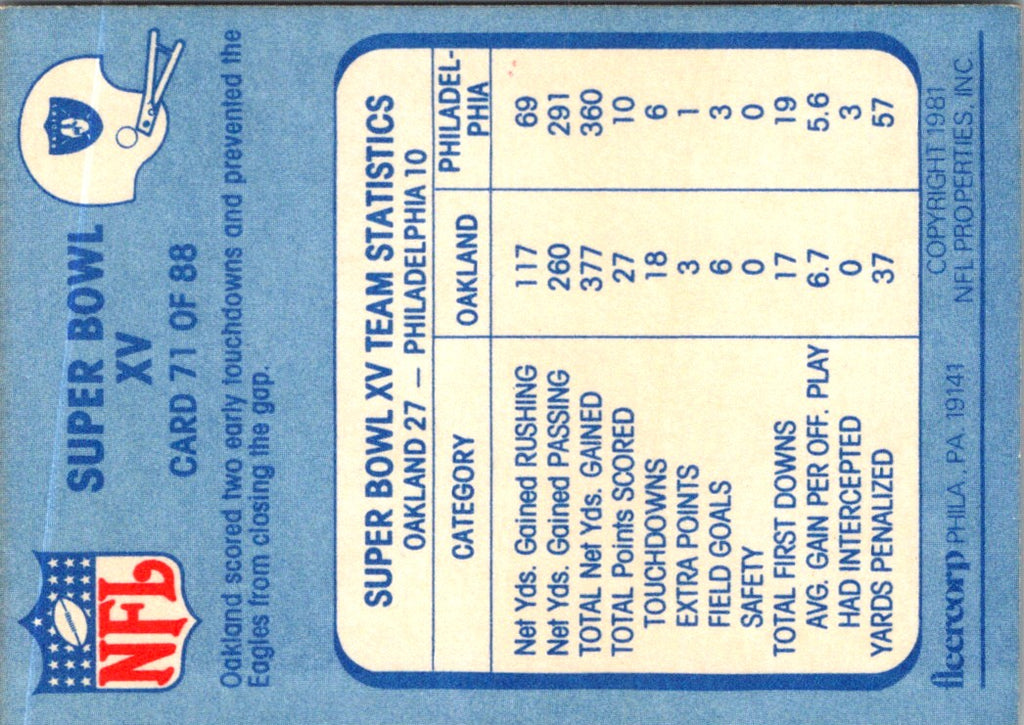 NFL
SUPER BOWL
XV
CARD 71 OF 88
Oakland scored two early touchdowns and prevented the
Eagles from closing the gap.
SUPER BOWL XV TEAM STATISTICS
OAKLAND 27 — PHILADELPHIA 10
CATEGORY OAKLAND PHILADEL-
PHIA
Net Yds. Gained RUSHING 117 69
Net Yds. Gained PASSING 260 291
TOTAL Net Yds. GAINED 377 360
TOTAL Points SCORED 27 10
TOUCHDOWNS 18 6
EXTRA POINTS 3 1
FIELD GOALS 6 3
SAFETY 0 0
TOTAL FIRST DOWNS 17 19
AVG. GAIN PER OFF. PLAY 6.7 5.6
HAD INTERCEPTED 0 3
YARDS PENALIZED 37 57
fleercorp PHILA., PA. 19141 COPYRIGHT 1981
NFL PROPERTIES, INC.